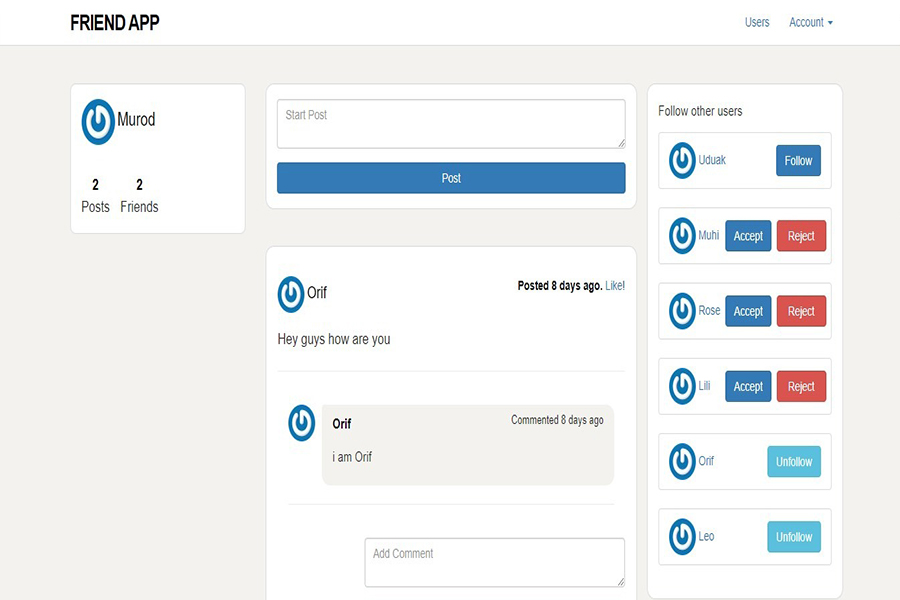 FRIEND APP
Users Account
Murod
2 2
Posts Friends
Start Post
Post
Orif
Posted 8 days ago. Like!
Hey guys how are you
Orif
Commented 8 days ago
i am Orif
Add Comment
Follow other users
Uduak Follow
Muhi Accept Reject
Rose Accept Reject
Lili Accept Reject
Orif Unfollow
Leo Unfollow